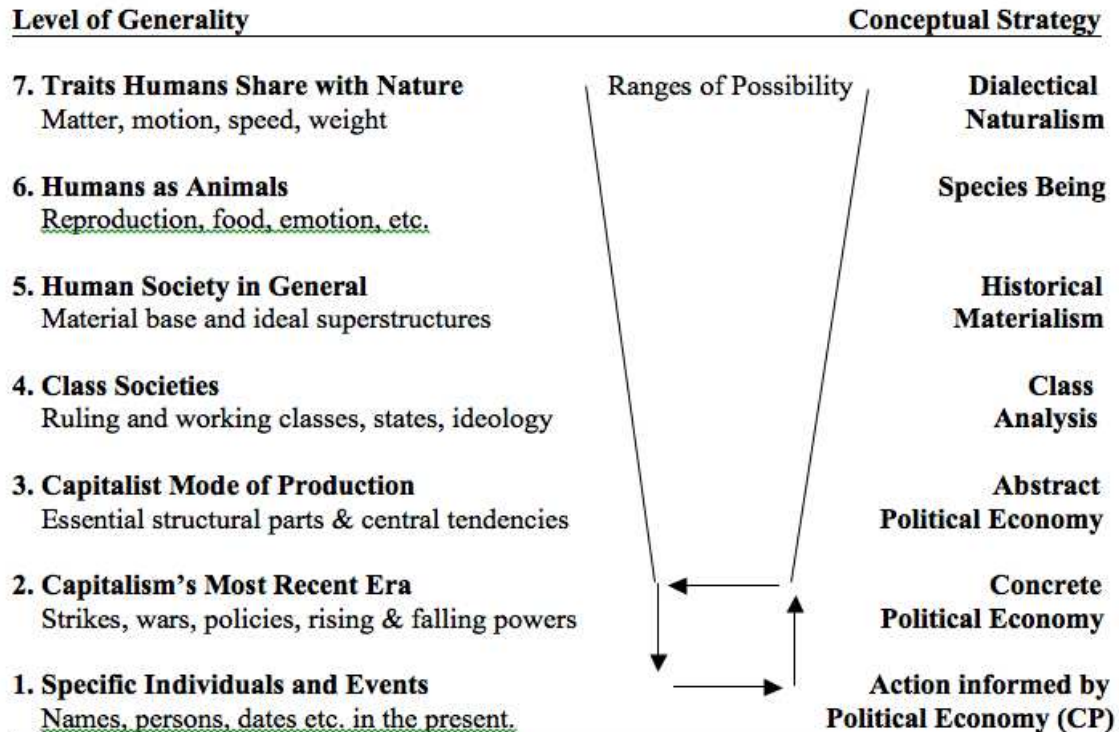 Level of Generality Conceptual Strategy
7. Traits Humans Share with Nature Ranges of Possibility Dialectical
Matter, motion, speed, weight Naturalism
6. Humans as Animals Species Being
Reproduction, food, emotion, etc.
5. Human Society in General Historical
Material base and ideal superstructures Materialism
4. Class Societies Class
Ruling and working classes, states, ideology Analysis
3. Capitalist Mode of Production Abstract
Essential structural parts & central tendencies Political Economy
2. Capitalism's Most Recent Era Concrete
Strikes, wars, policies, rising & falling powers Political Economy
1. Specific Individuals and Events Action informed by
Names, persons, dates etc. in the present. Political Economy (CP)